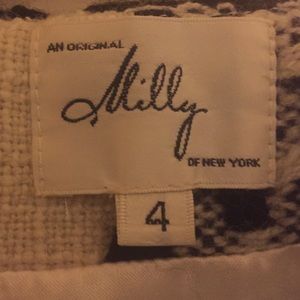 AN ORIGINAL
Milly
OF NEW YORK
4